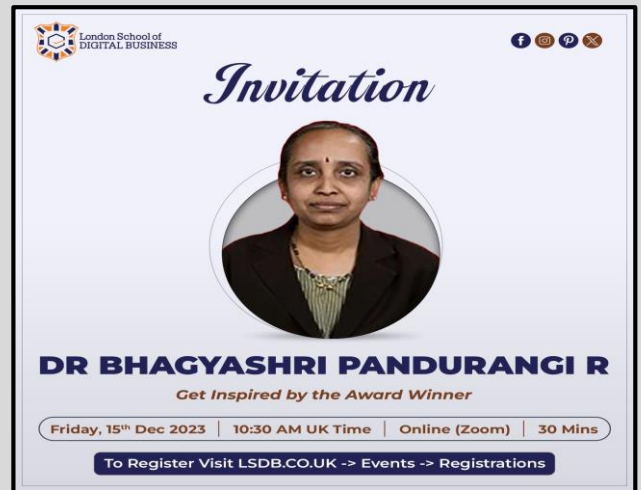 London School of
DIGITAL BUSINESS
Invitation
DR BHAGYASHRI PANDURANGI R
Get Inspired by the Award Winner
Friday, 15th Dec 2023 | 10:30 AM UK Time | Online (Zoom) | 30 Mins
To Register Visit LSDB.CO.UK -> Events -> Registrations